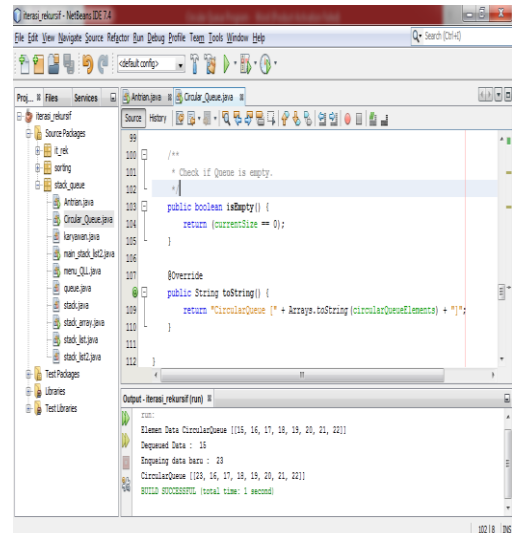 iterasi_rekursif - NetBeans IDE 7.4
File Edit View Navigate Source Refactor Run Debug Profile Team Tools Window Help
Search (Ctrl+I)
<default config>
Proj... Files Services
Antrian.java Circular_Queue.java
iterasi_rekursif
Source Packages
it_rek
sorting
stack_queue
Antrian.java
Circular_Queue.java
karyawan.java
main_stack_list2.java
menu_QLL.java
queue.java
stack.java
stack_array.java
stack_list.java
stack_list2.java
Test Packages
Libraries
Test Libraries
Source History
99
100 /**
101 * Check if Queue is empty.
102 */
103 public boolean isEmpty() {
104 return (currentSize == 0);
105 }
106
107 @Override
public String toString() {
109 return "CircularQueue [" + Arrays.toString(circularQueueElements) + "]";
110 }
111
112 }
Output - iterasi_rekursif (run)
run:
Elemen Data CircularQueue [[15, 16, 17, 18, 19, 20, 21, 22]]
Dequeued Data : 15
Enqueing data baru : 23
CircularQueue [[23, 16, 17, 18, 19, 20, 21, 22]]
BUILD SUCCESSFUL (total time: 1 second)
102 | 8 INS